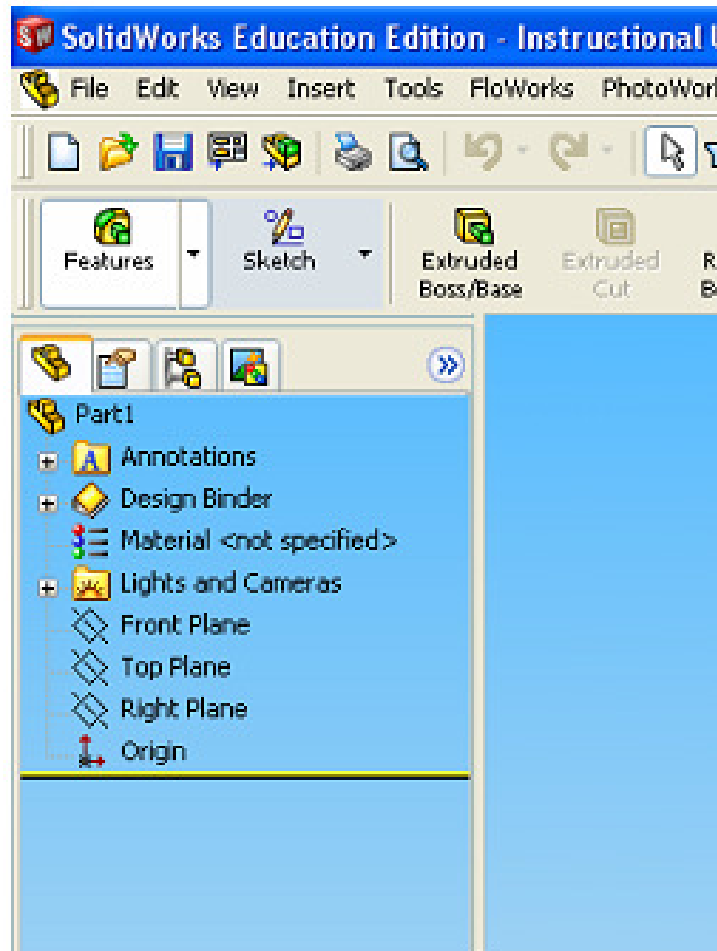 SW SolidWorks Education Edition - Instructional
File Edit View Insert Tools FloWorks
Features Sketch Extruded Boss/Base Extruded Cut
Part1
A Annotations
Design Binder
Material <not specified>
Lights and Cameras
Front Plane
Top Plane
Right Plane
Origin